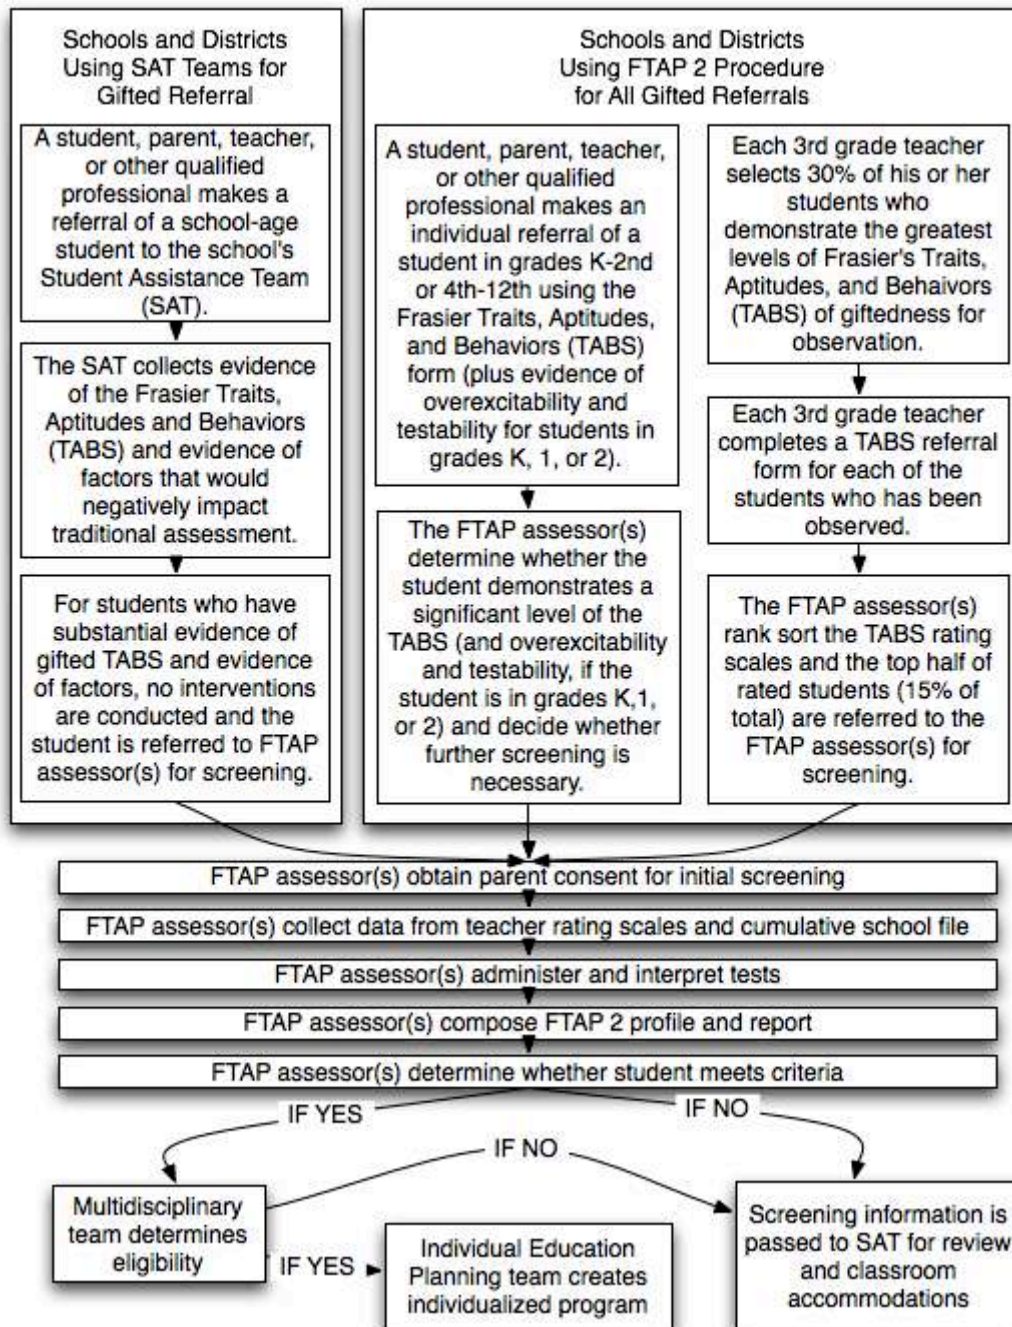 Schools and Districts
Using SAT Teams for
Gifted Referral
A student, parent, teacher,
or other qualified
professional makes a
referral of a school-age
student to the school's
Student Assistance Team
(SAT).
The SAT collects evidence
of the Frasier Traits,
Aptitudes and Behaviors
(TABS) and evidence of
factors that would
negatively impact
traditional assessment.
For students who have
substantial evidence of
gifted TABS and evidence
of factors, no interventions
are conducted and the
student is referred to FTAP
assessor(s) for screening.
Schools and Districts
Using FTAP 2 Procedure
for All Gifted Referrals
A student, parent, teacher,
or other qualified
professional makes an
individual referral of a
student in grades K-2nd
or 4th-12th using the
Frasier Traits, Aptitudes,
and Behaviors (TABS)
form (plus evidence of
overexcitability and
testability for students in
grades K, 1, or 2).
The FTAP assessor(s)
determine whether the
student demonstrates a
significant level of the
TABS (and overexcitability
and testability, if the
student is in grades K,1,
or 2) and decide whether
further screening is
necessary.
Each 3rd grade teacher
selects 30% of his or her
students who
demonstrate the greatest
levels of Frasier's Traits,
Aptitudes, and Behaivors
(TABS) of giftedness for
observation.
Each 3rd grade teacher
completes a TABS referral
form for each of the
students who has been
observed.
The FTAP assessor(s)
rank sort the TABS rating
scales and the top half of
rated students (15% of
total) are referred to the
FTAP assessor(s) for
screening.
FTAP assessor(s) obtain parent consent for initial screening
FTAP assessor(s) collect data from teacher rating scales and cumulative school file
FTAP assessor(s) administer and interpret tests
FTAP assessor(s) compose FTAP 2 profile and report
FTAP assessor(s) determine whether student meets criteria
IF YES
IF NO
IF NO
Multidisciplinary
team determines
eligibility
IF YES
Individual Education
Planning team creates
individualized program
Screening information is
passed to SAT for review
and classroom
accommodations